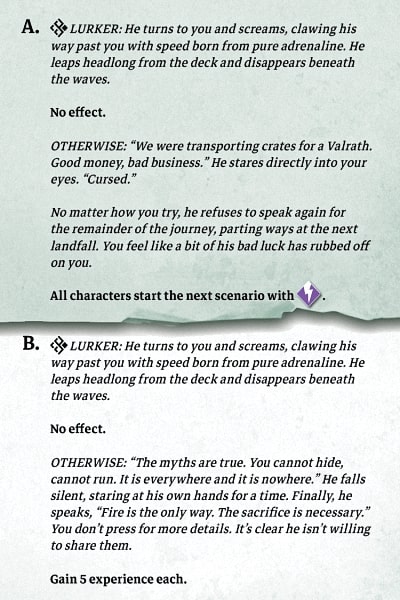 A. LURKER: He turns to you and screams, clawing his
way past you with speed born from pure adrenaline. He
leaps headlong from the deck and disappears beneath
the waves.
No effect.
OTHERWISE: “We were transporting crates for a Valrath.
Good money, bad business.” He stares directly into your
eyes. “Cursed.”
No matter how you try, he refuses to speak again for
the remainder of the journey, parting ways at the next
landfall. You feel like a bit of his bad luck has rubbed off
on you.
All characters start the next scenario with .
B. LURKER: He turns to you and screams, clawing his
way past you with speed born from pure adrenaline. He
leaps headlong from the deck and disappears beneath
the waves.
No effect.
OTHERWISE: “The myths are true. You cannot hide,
cannot run. It is everywhere and it is nowhere.” He falls
silent, staring at his own hands for a time. Finally, he
speaks, “Fire is the only way. The sacrifice is necessary.”
You don’t press for more details. It’s clear he isn’t willing
to share them.
Gain 5 experience each.